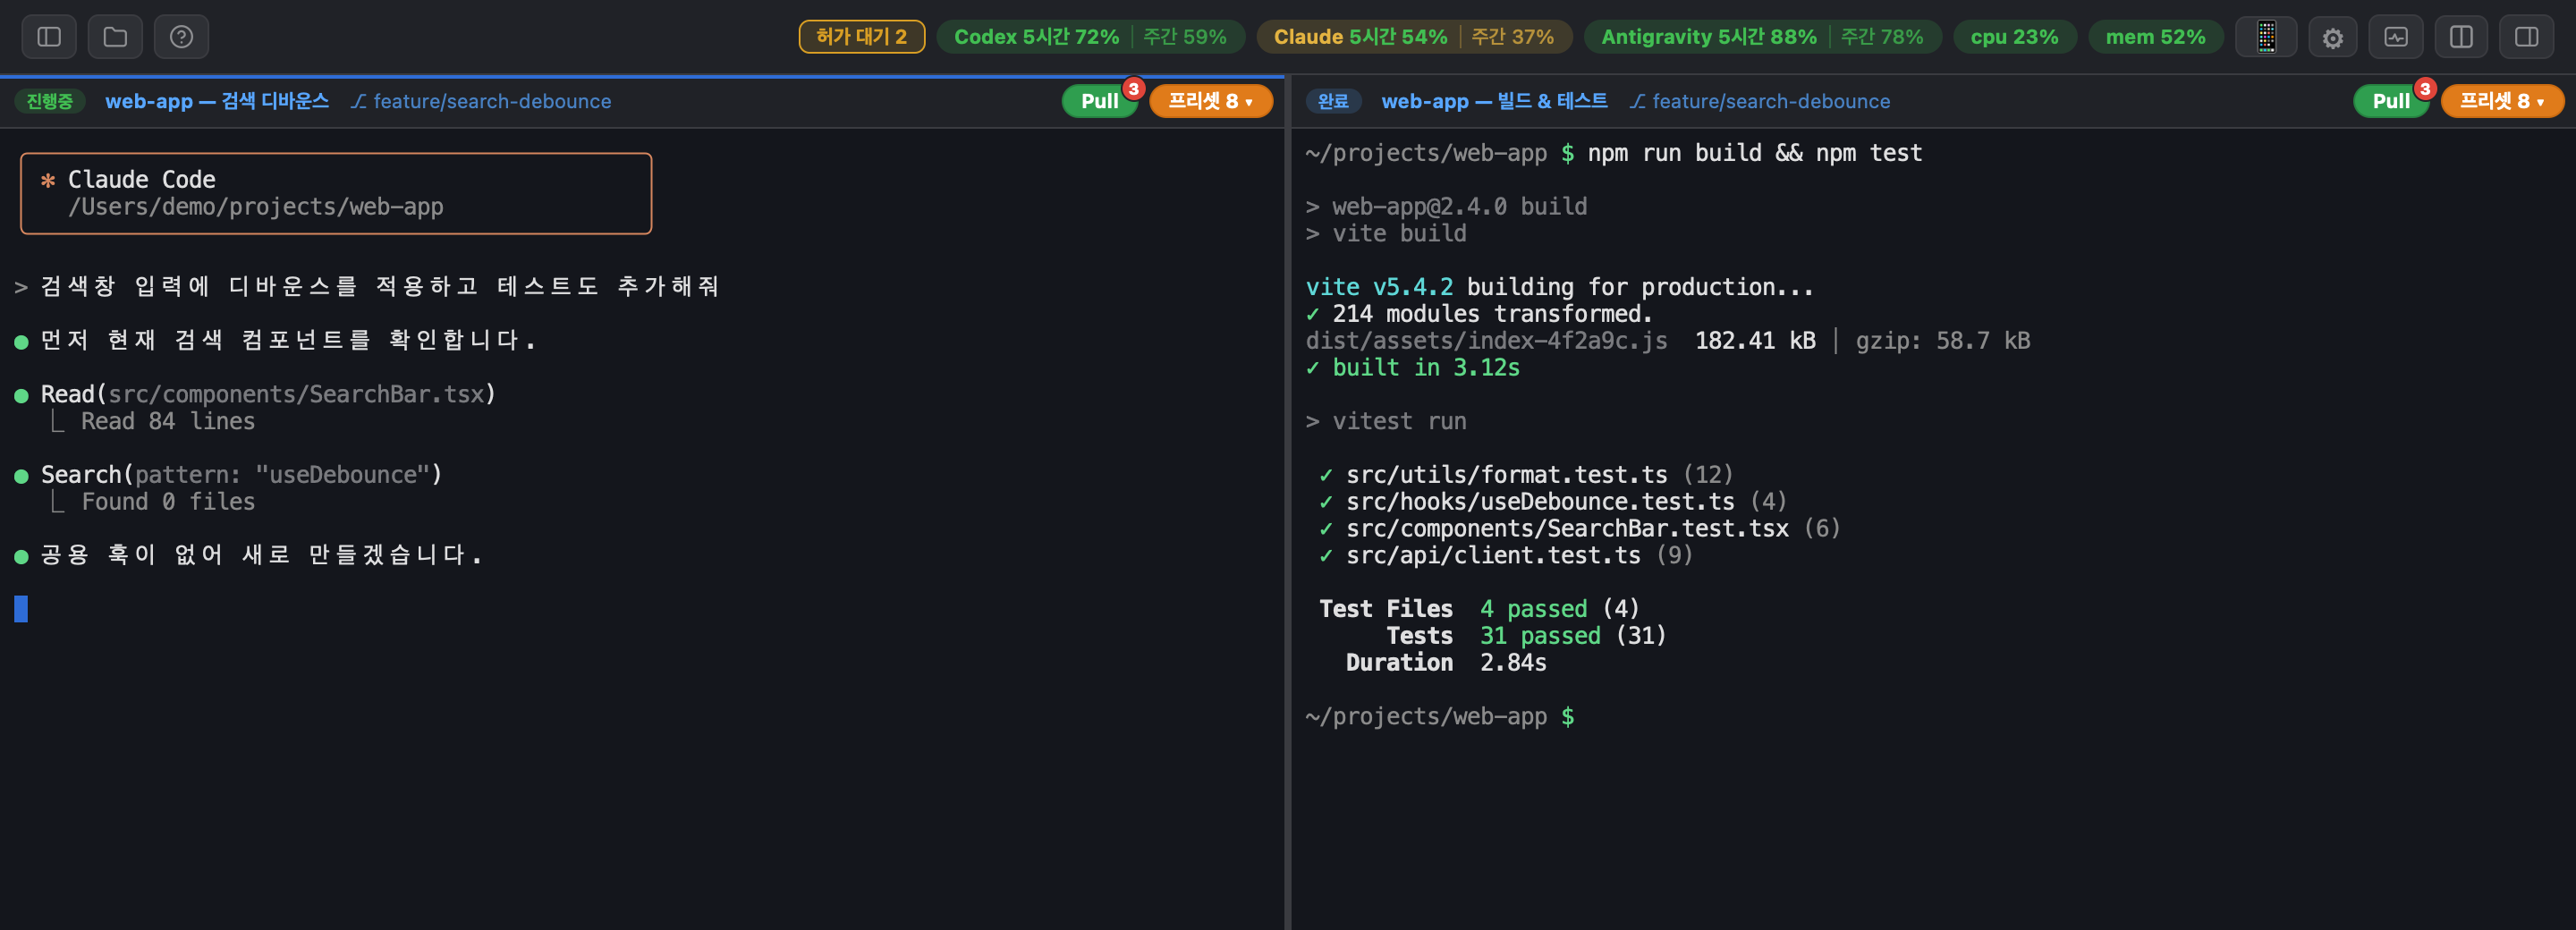 허가 대기 2
Codex 5시간 72% | 주간 59%
Claude 5시간 54% | 주간 37%
Antigravity 5시간 88% | 주간 78%
cpu 23%
mem 52%
진행중 web-app — 검색 디바운스 feature/search-debounce Pull 3 프리셋 8 ▾
* Claude Code
/Users/demo/projects/web-app
> 검색창 입력에 디바운스를 적용하고 테스트도 추가해줘
● 먼저 현재 검색 컴포넌트를 확인합니다.
● Read(src/components/SearchBar.tsx)
⎿ Read 84 lines
● Search(pattern: "useDebounce")
⎿ Found 0 files
● 공용 훅이 없어 새로 만들겠습니다.
완료 web-app — 빌드 & 테스트 feature/search-debounce Pull 3 프리셋 8 ▾
~/projects/web-app $ npm run build && npm test
> web-app@2.4.0 build
> vite build
vite v5.4.2 building for production...
✓ 214 modules transformed.
dist/assets/index-4f2a9c.js 182.41 kB │ gzip: 58.7 kB
✓ built in 3.12s
> vitest run
✓ src/utils/format.test.ts (12)
✓ src/hooks/useDebounce.test.ts (4)
✓ src/components/SearchBar.test.tsx (6)
✓ src/api/client.test.ts (9)
Test Files 4 passed (4)
Tests 31 passed (31)
Duration 2.84s
~/projects/web-app $